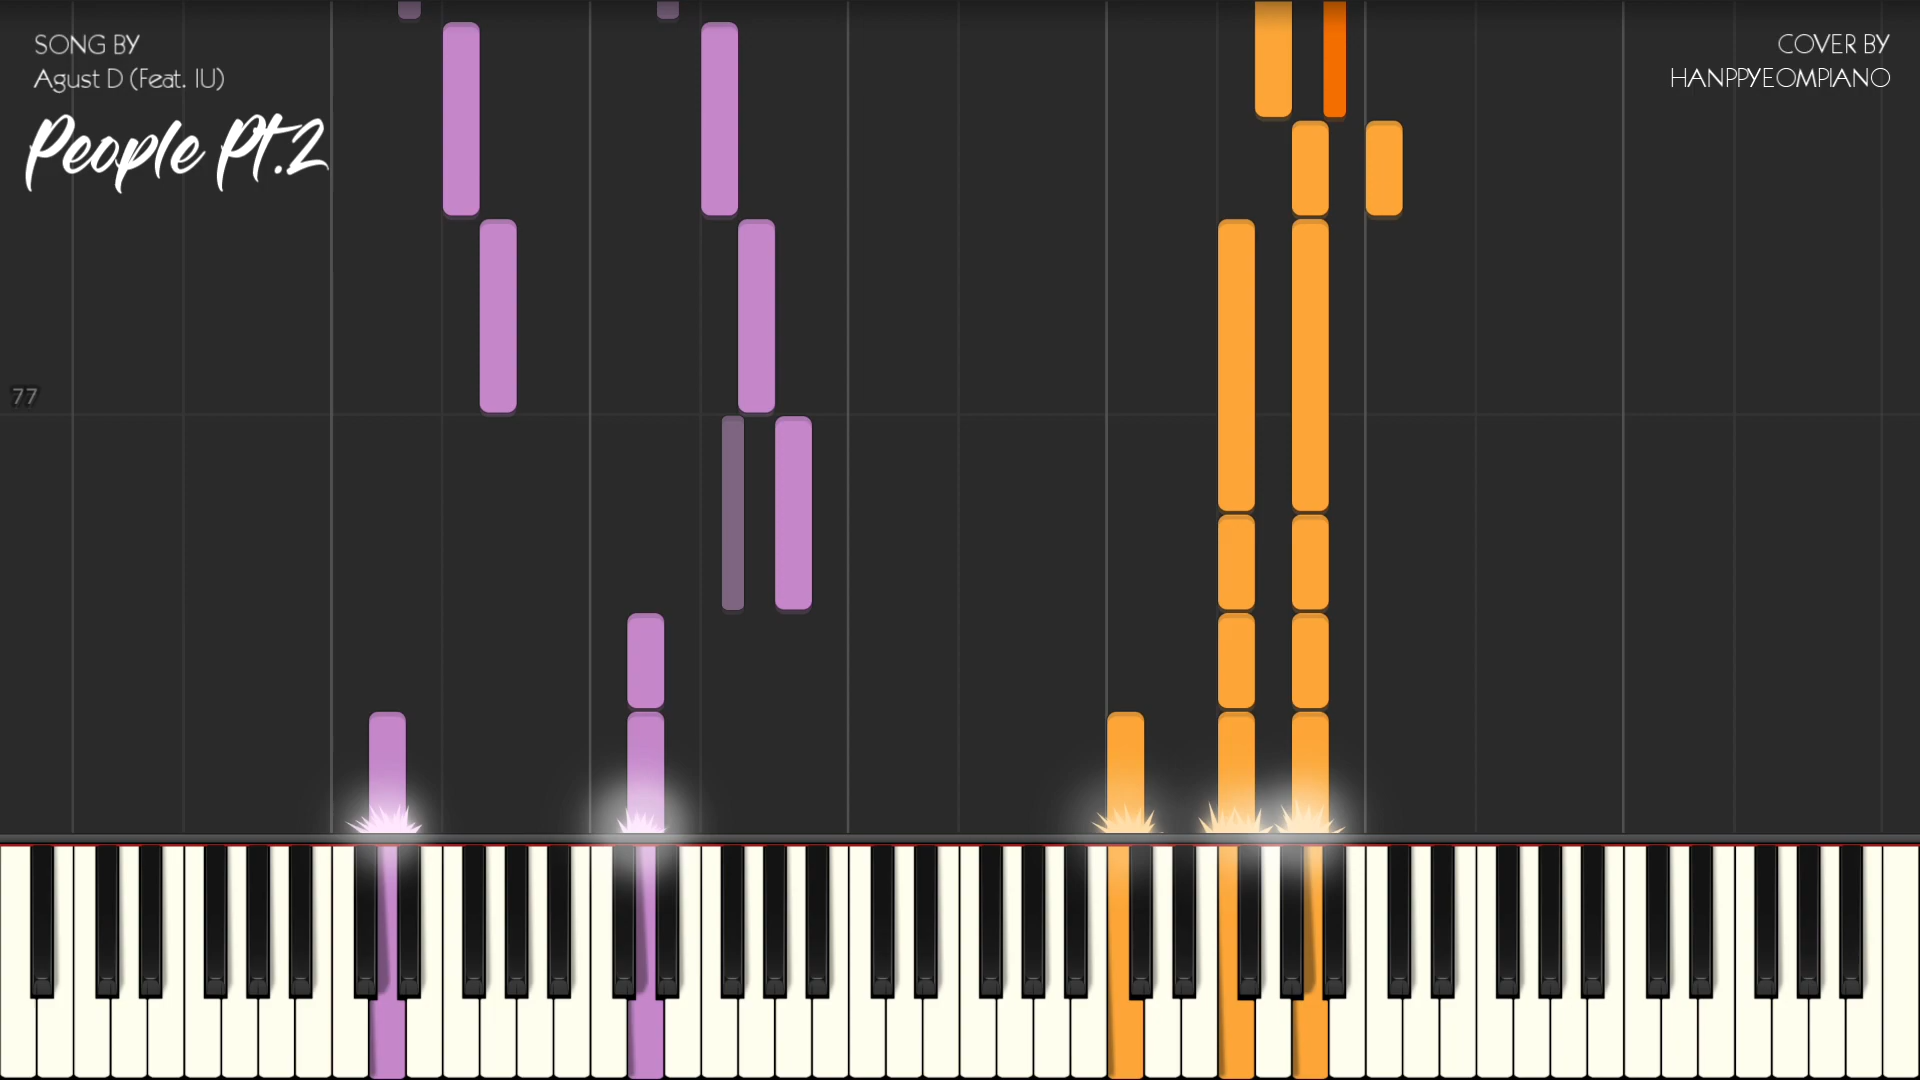 SONG BY
Agust D (Feat. IU)
People Pt.2
COVER BY
HANPPYEOMPIANO
77